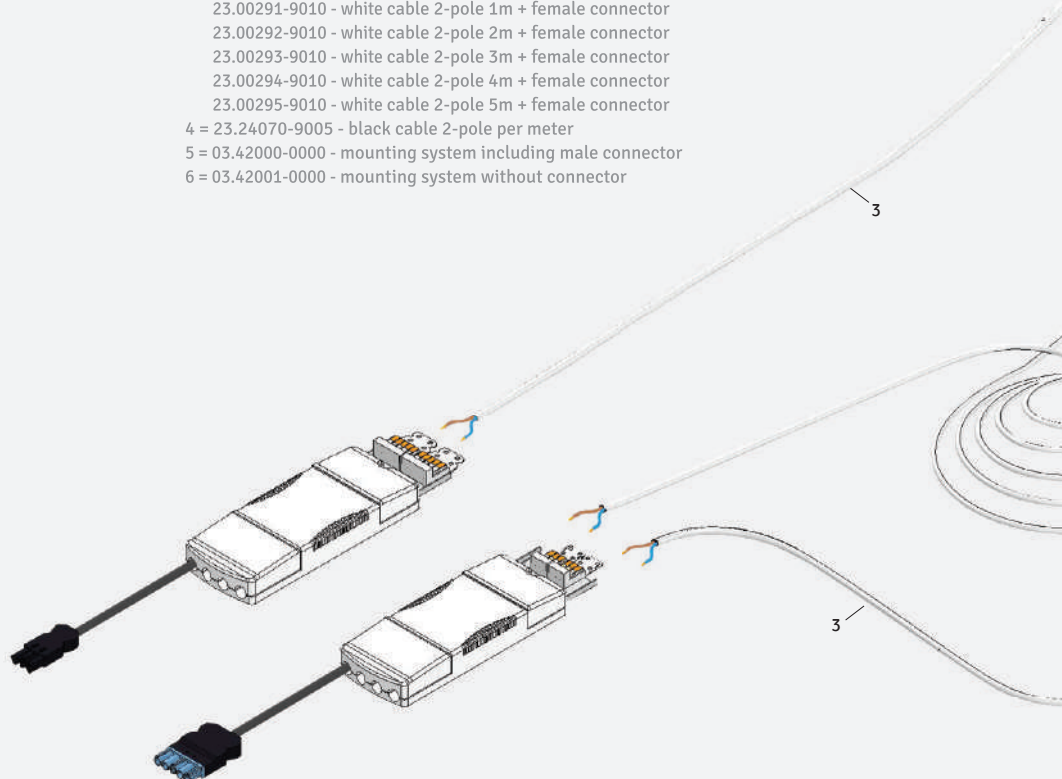 23.00291-9010 - white cable 2-pole 1m + female connector
23.00292-9010 - white cable 2-pole 2m + female connector
23.00293-9010 - white cable 2-pole 3m + female connector
23.00294-9010 - white cable 2-pole 4m + female connector
23.00295-9010 - white cable 2-pole 5m + female connector
4 = 23.24070-9005 - black cable 2-pole per meter
5 = 03.42000-0000 - mounting system including male connector
6 = 03.42001-0000 - mounting system without connector
3
3